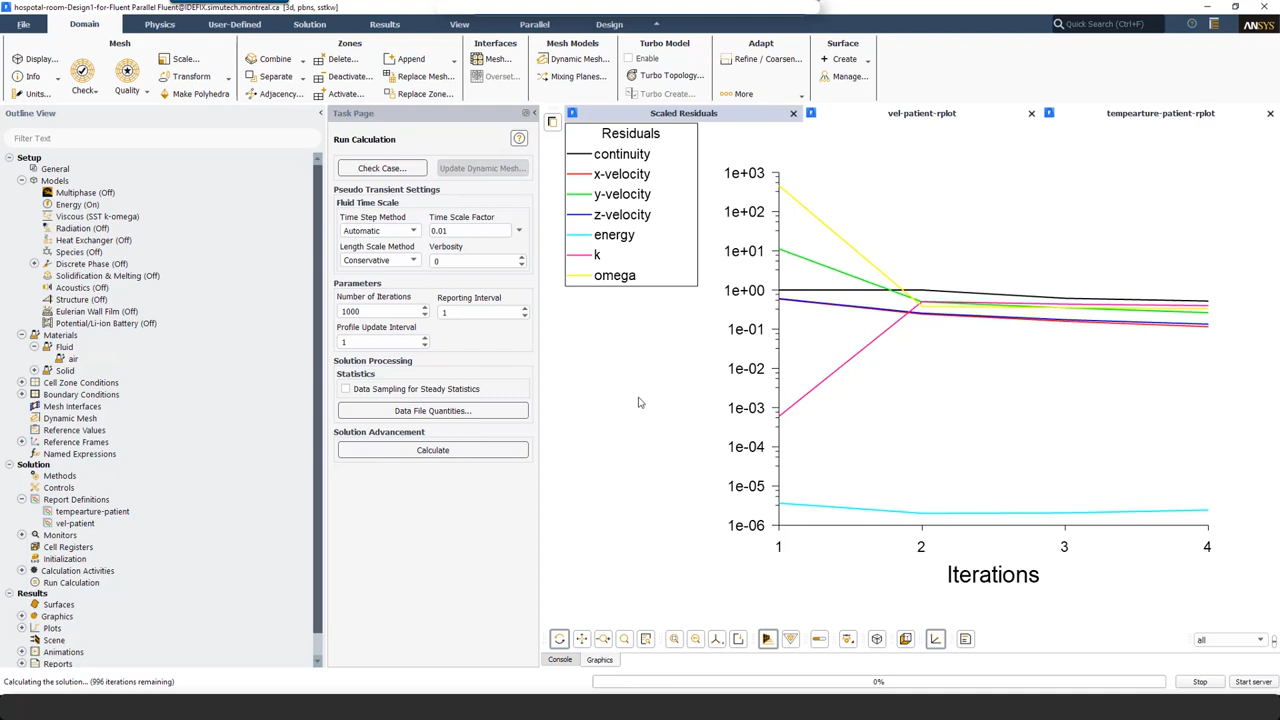 hospotal-room-Design1-for-Fluent Parallel Fluent@IDEFIX.simutech.montreal.ca [3d, pbns, sstkw]
File Domain Physics User-Defined Solution Results View Parallel Design Quick Search (Ctrl+F) ANSYS
Mesh Zones Interfaces Mesh Models Turbo Model Adapt Surface
Display... Scale... Combine Delete... Append Mesh... Dynamic Mesh... Enable Refine / Coarsen... Create
Info Transform Separate Deactivate... Replace Mesh... Overset... Mixing Planes... Turbo Topology... Manage...
Units... Check Quality Make Polyhedra Adjacency... Activate... Replace Zone... Turbo Create... More
Outline View
Filter Text
Setup
General
Models
Multiphase (Off)
Energy (On)
Viscous (SST k-omega)
Radiation (Off)
Heat Exchanger (Off)
Species (Off)
Discrete Phase (Off)
Solidification & Melting (Off)
Acoustics (Off)
Structure (Off)
Eulerian Wall Film (Off)
Potential/Li-ion Battery (Off)
Materials
Fluid
air
Solid
Cell Zone Conditions
Boundary Conditions
Mesh Interfaces
Dynamic Mesh
Reference Values
Reference Frames
Named Expressions
Solution
Methods
Controls
Report Definitions
tempearture-patient
vel-patient
Monitors
Cell Registers
Initialization
Calculation Activities
Run Calculation
Results
Surfaces
Graphics
Plots
Scene
Animations
Reports
Task Page
Run Calculation
Check Case... Update Dynamic Mesh...
Pseudo Transient Settings
Fluid Time Scale
Time Step Method Time Scale Factor
Automatic 0.01
Length Scale Method Verbosity
Conservative 0
Parameters
Number of Iterations Reporting Interval
1000 1
Profile Update Interval
1
Solution Processing
Statistics
Data Sampling for Steady Statistics
Data File Quantities...
Solution Advancement
Calculate
Scaled Residuals vel-patient-rplot tempearture-patient-rplot
Residuals
continuity
x-velocity
y-velocity
z-velocity
energy
k
omega
1e+03
1e+02
1e+01
1e+00
1e-01
1e-02
1e-03
1e-04
1e-05
1e-06
1 2 3 4
Iterations
all
Console Graphics
Calculating the solution... (996 iterations remaining) 0% Stop Start server